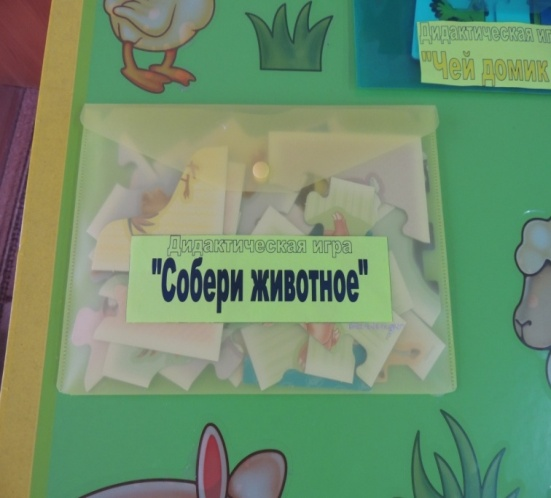 Дидактическая иг
"Чей домик
Дидактическая игра
"Собери животное"